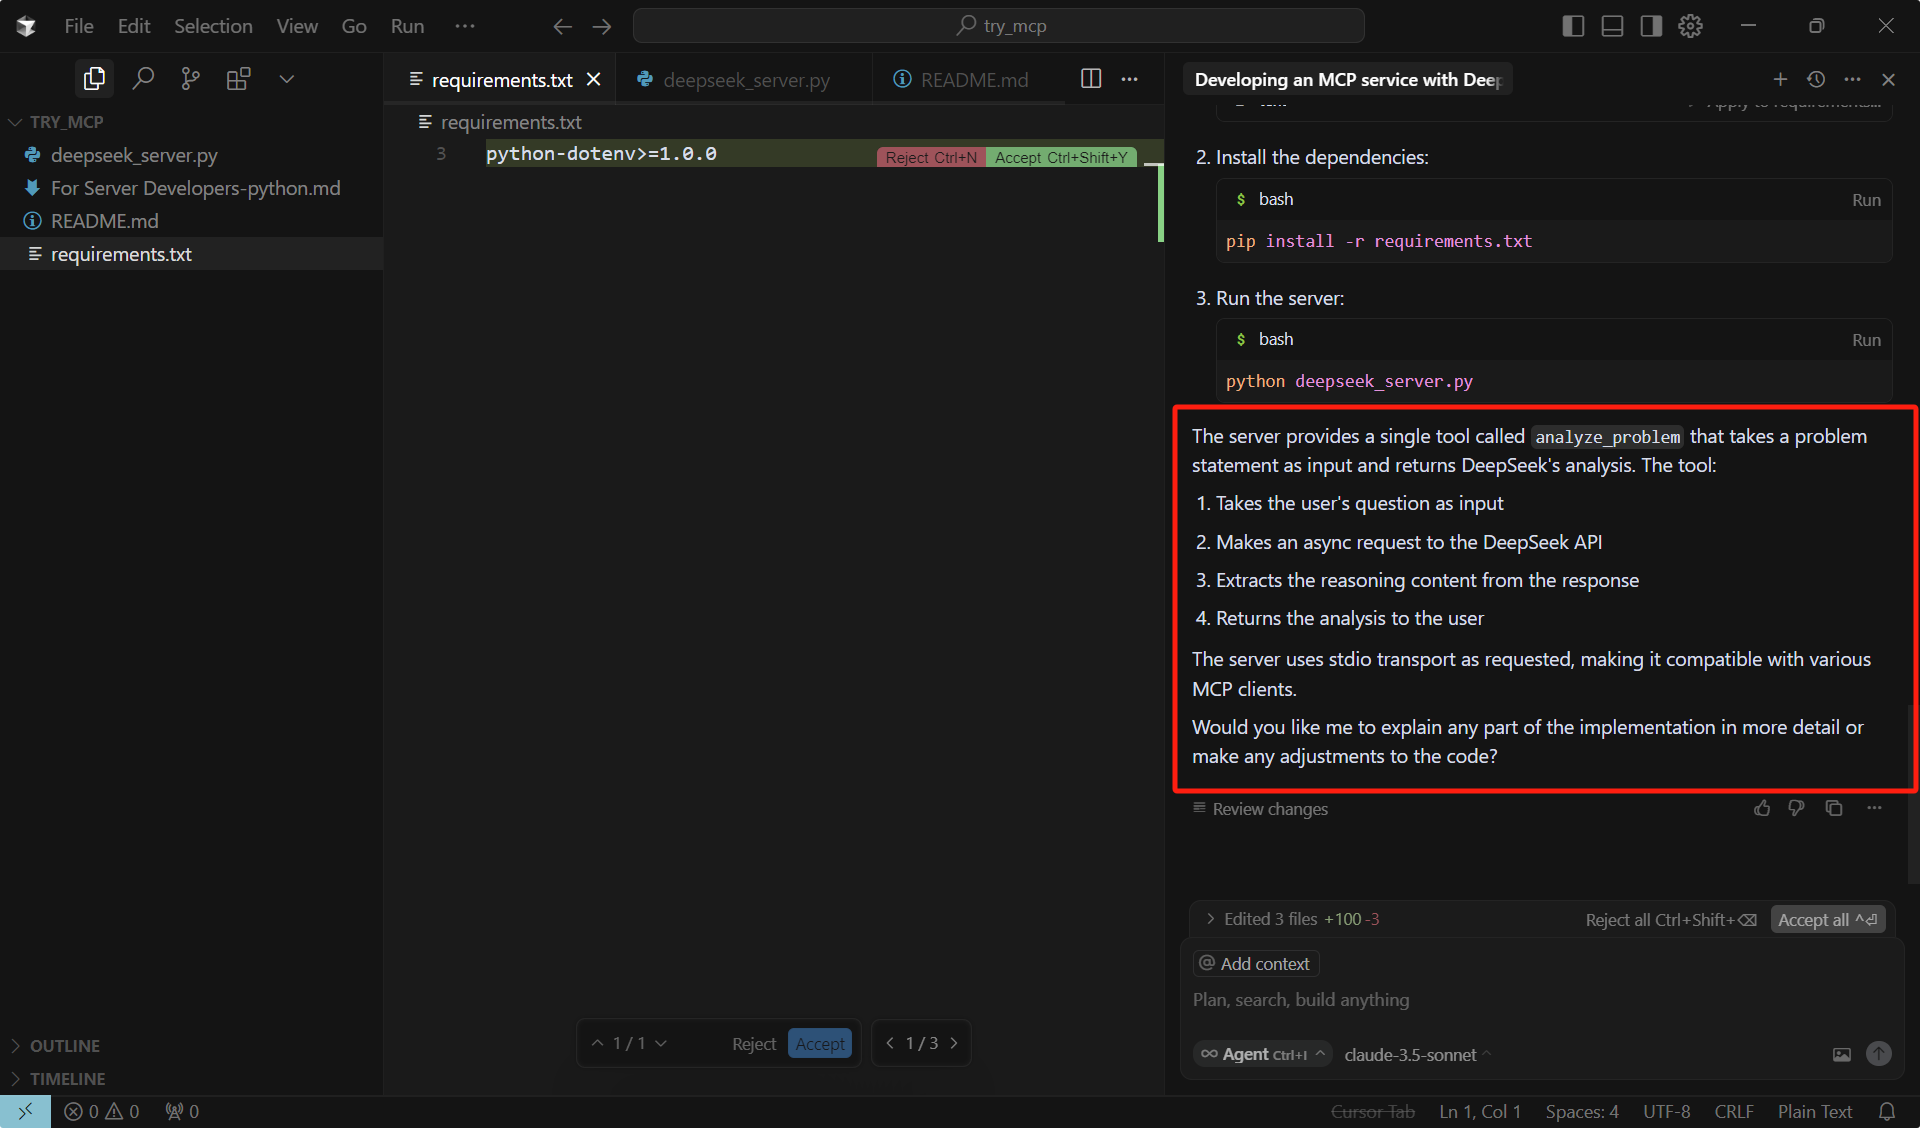 File Edit Selection View Go Run ···
try_mcp
TRY_MCP
deepseek_server.py
For Server Developers-python.md
README.md
requirements.txt
OUTLINE
TIMELINE
requirements.txt
deepseek_server.py
README.md
requirements.txt
3 python-dotenv>=1.0.0
Reject Ctrl+N Accept Ctrl+Shift+Y
1 / 1 Reject Accept
1 / 3
Developing an MCP service with Deep
2. Install the dependencies:
$ bash Run
pip install -r requirements.txt
3. Run the server:
$ bash Run
python deepseek_server.py
The server provides a single tool called analyze_problem that takes a problem
statement as input and returns DeepSeek's analysis. The tool:
1. Takes the user's question as input
2. Makes an async request to the DeepSeek API
3. Extracts the reasoning content from the response
4. Returns the analysis to the user
The server uses stdio transport as requested, making it compatible with various
MCP clients.
Would you like me to explain any part of the implementation in more detail or
make any adjustments to the code?
Review changes
Edited 3 files +100 -3 Reject all Ctrl+Shift+⌫ Accept all ^⏎
@ Add context
Plan, search, build anything
∞ Agent Ctrl+I ^ claude-3.5-sonnet ^
0 0 0
Cursor Tab Ln 1, Col 1 Spaces: 4 UTF-8 CRLF Plain Text